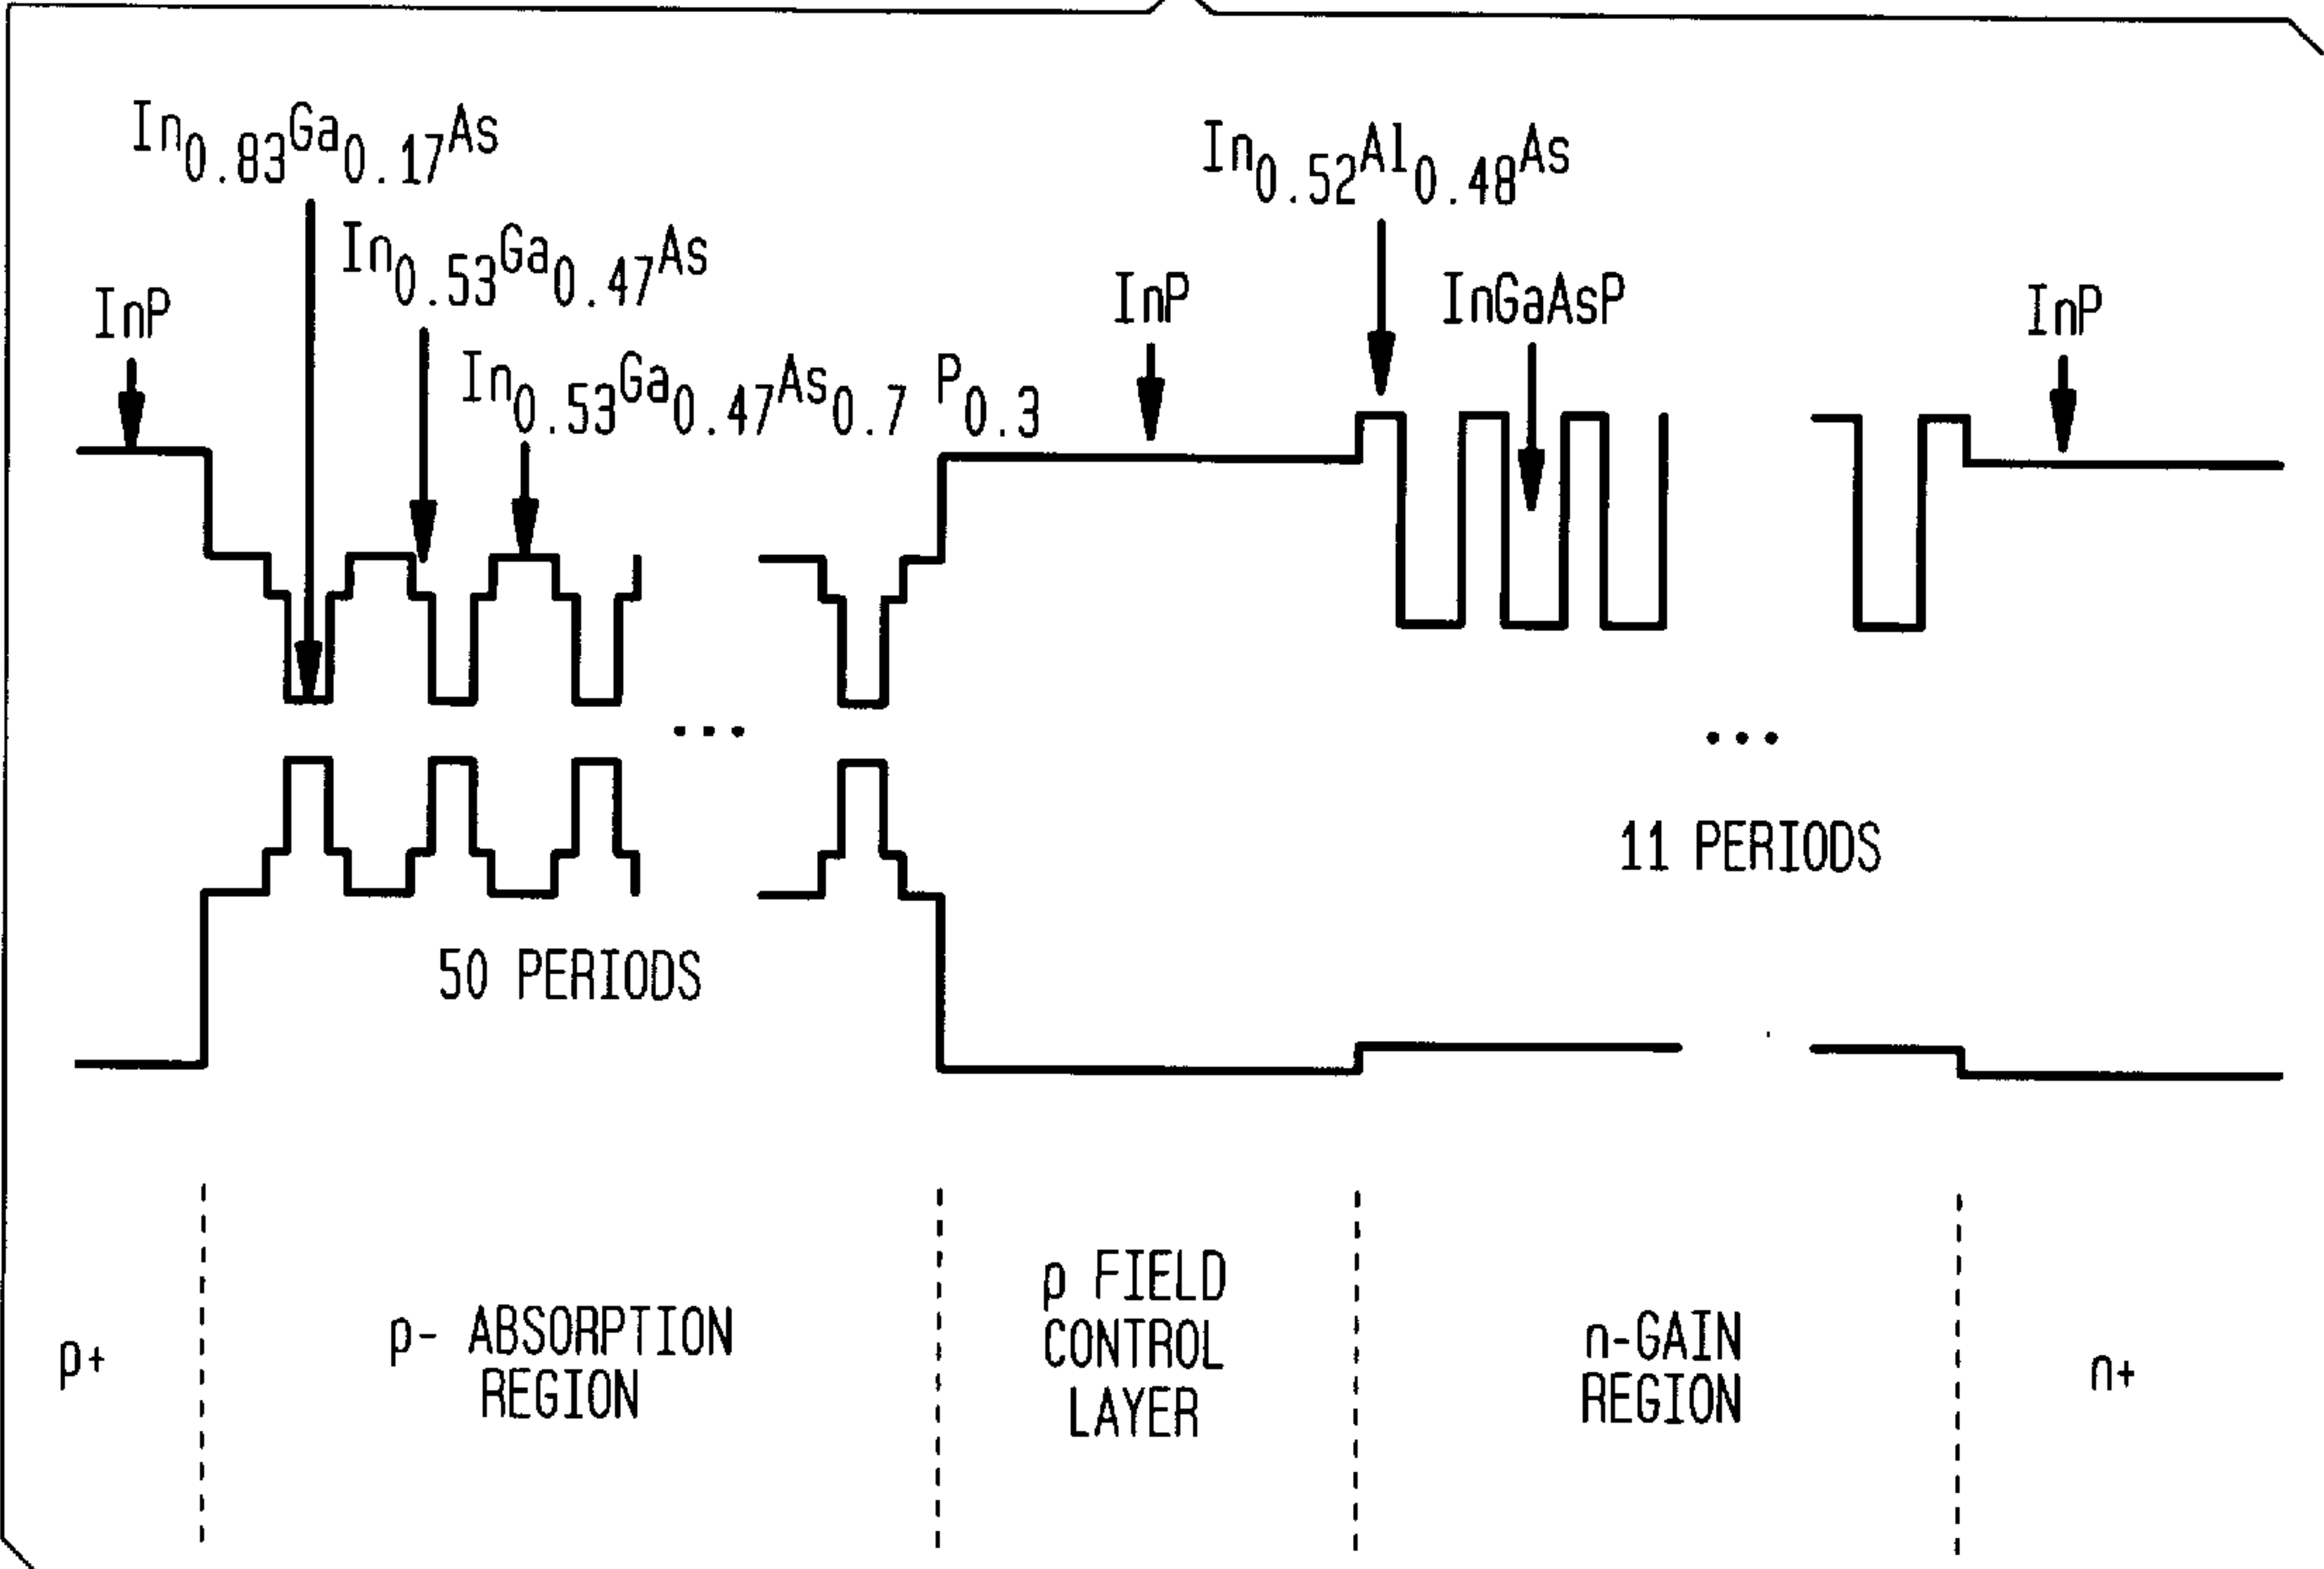 In0.83Ga0.17As
In0.53Ga0.47As
InP
In0.53Ga0.47As0.7 P0.3
InP
In0.52Al0.48As
InGaAsP
InP
...
...
50 PERIODS
11 PERIODS
p+
p- ABSORPTION
REGION
p FIELD
CONTROL
LAYER
n-GAIN
REGION
n+